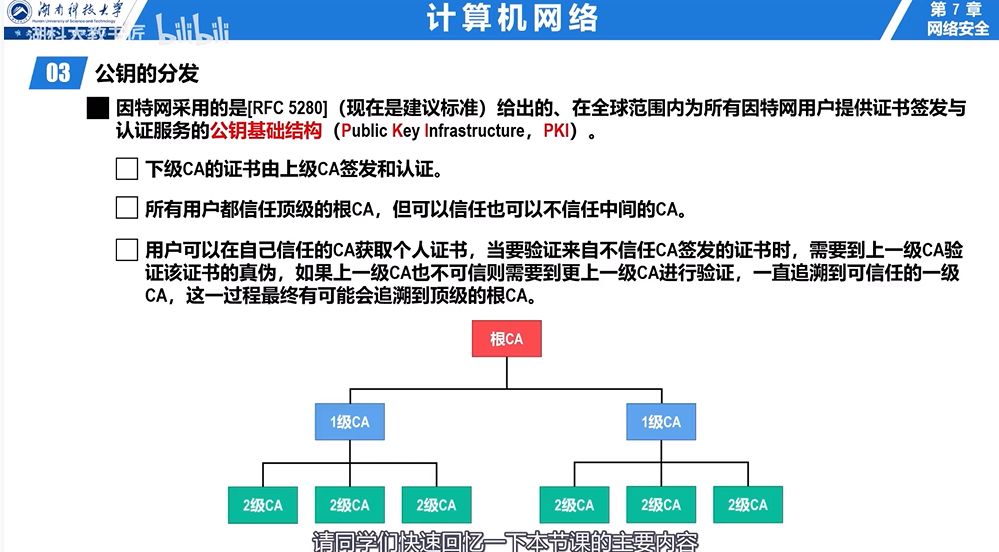 湖南科技大学
Hunan University of Science and Technology
湖科大教书匠 bilibili
计算机网络
第 7 章
网络安全
03 公钥的分发
因特网采用的是[RFC 5280]（现在是建议标准）给出的、在全球范围内为所有因特网用户提供证书签发与
认证服务的公钥基础结构（Public Key Infrastructure，PKI）。
下级CA的证书由上级CA签发和认证。
所有用户都信任顶级的根CA，但可以信任也可以不信任中间的CA。
用户可以在自己信任的CA获取个人证书，当要验证来自不信任CA签发的证书时，需要到上一级CA验
证该证书的真伪，如果上一级CA也不可信则需要到更上一级CA进行验证，一直追溯到可信任的一级
CA，这一过程最终有可能会追溯到顶级的根CA。
根CA
1级CA 1级CA
2级CA 2级CA 2级CA 2级CA 2级CA 2级CA
请同学们快速回忆一下本节课的主要内容